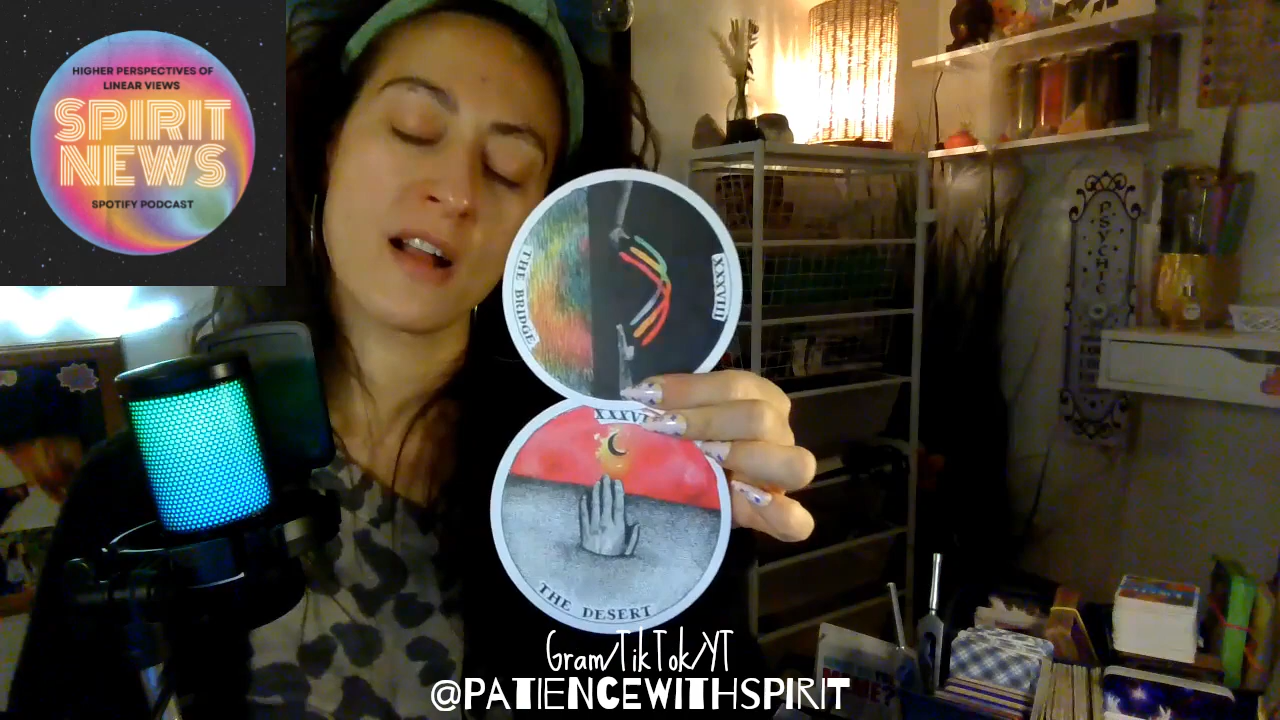 HIGHER PERSPECTIVES OF
LINEAR VIEWS
SPIRIT
NEWS
SPOTIFY PODCAST
THE BRIDGE
XXXVIII
XXXVI
THE DESERT
PSYCHIC
Gram/TikTok/YT
@PATIENCEWITHSPIRIT